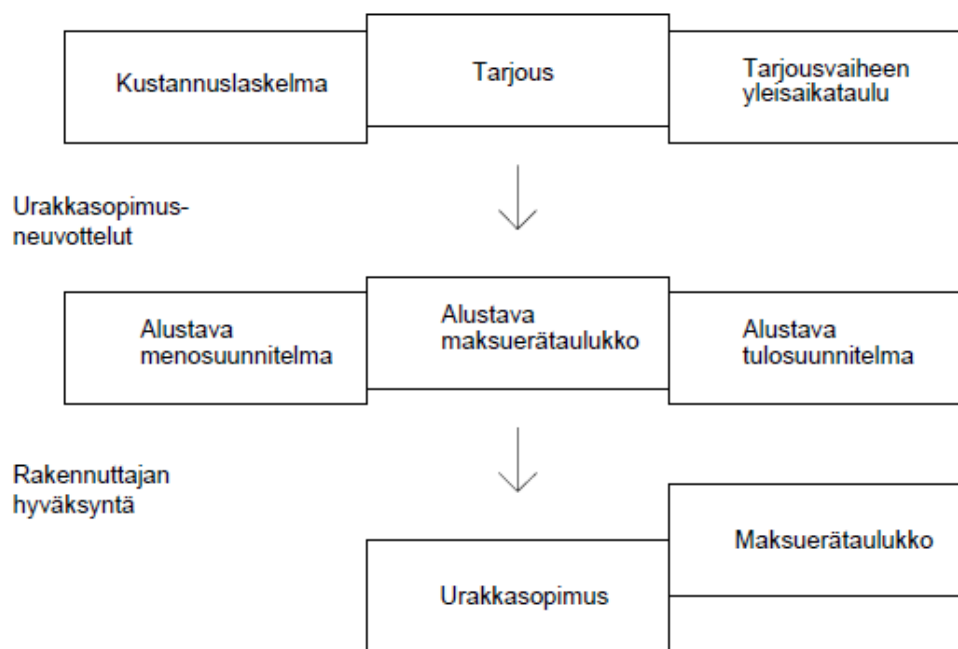 Kustannuslaskelma
Tarjous
Tarjousvaiheen
yleisaikataulu
Urakkasopimus-
neuvottelut
Alustava
menosuunnitelma
Alustava
maksuerätaulukko
Alustava
tulosuunnitelma
Rakennuttajan
hyväksyntä
Maksuerätaulukko
Urakkasopimus